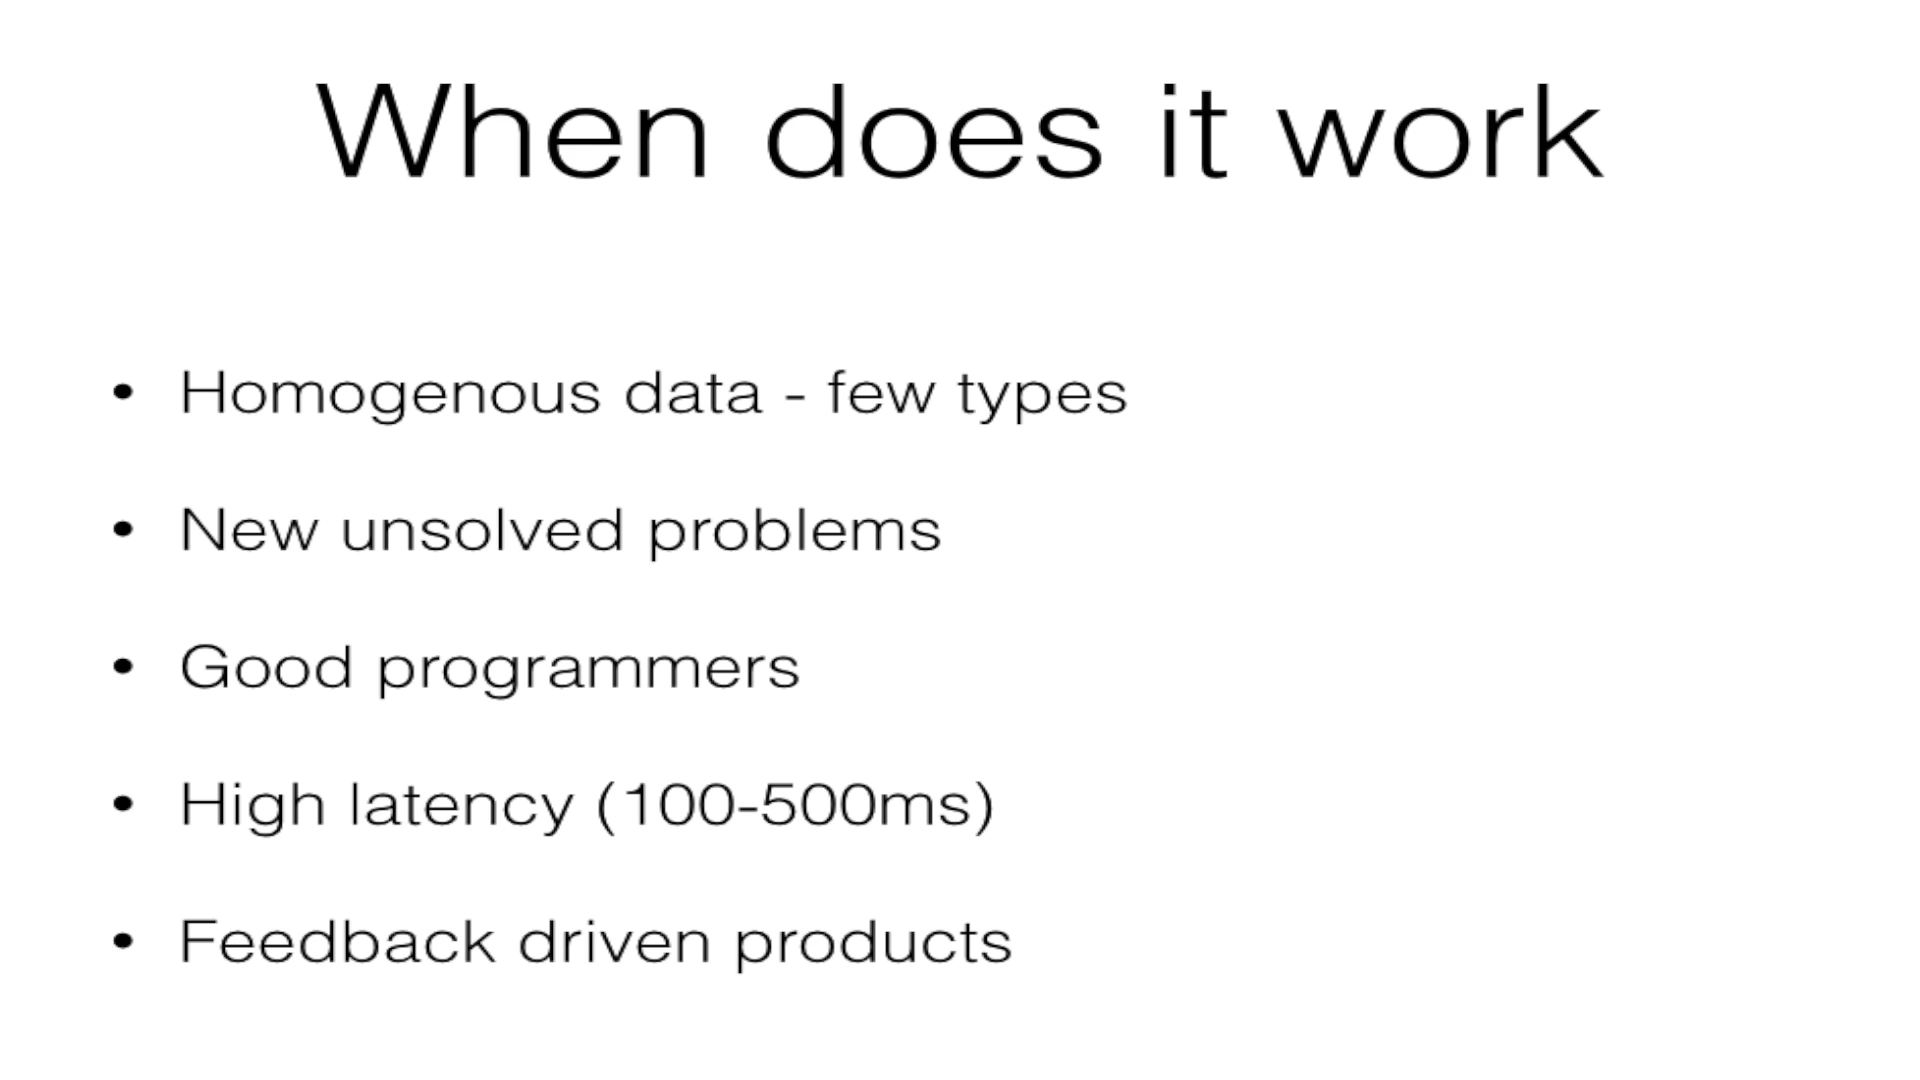 When does it work
• Homogenous data - few types
• New unsolved problems
• Good programmers
• High latency (100-500ms)
• Feedback driven products